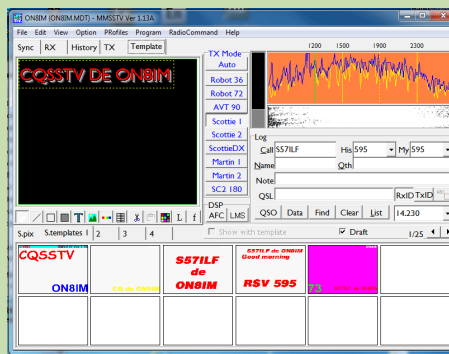 ON8IM (ON8IM.MDT) - MMSSTV Ver 1.13A
File Edit View Option PRofiles Program RadioCommand Help
Sync RX History TX Template
CQSSTV DE ON8IM
TX Mode
Auto
Robot 36
Robot 72
AVT 90
Scottie 1
Scottie 2
ScottieDX
Martin 1
Martin 2
SC2 180
DSP
AFC LMS
1200 1500 1900 2300
Log
Call S57ILF His 595 My 595
Name Qth
Note
QSL RxID TxID
QSO Data Find Clear List 14.230
T L f
S.pix S.templates 1 2 3 4
Show with template Draft 1/25
CQSSTV
ON8IM
CQ de ON8IM
S57ILF
de
ON8IM
S57ILF de ON8IM
Good morning
RSV 595
73